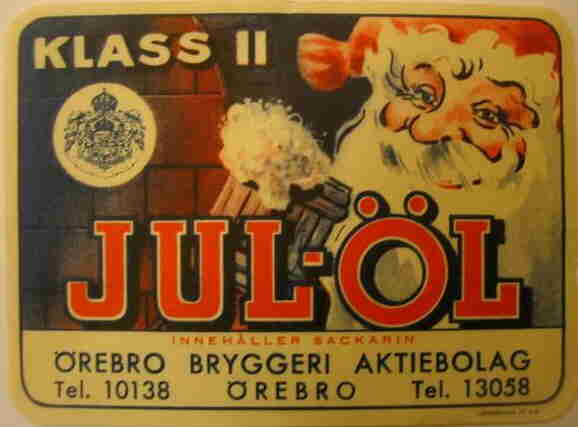 KLASS II
JUL-ÖL
INNEHÅLLER SACKARIN
ÖREBRO BRYGGERI AKTIEBOLAG
Tel. 10138 ÖREBRO Tel. 13058